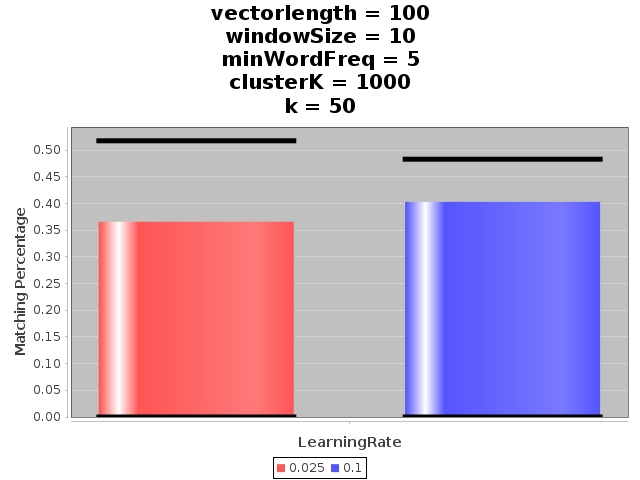 vectorlength = 100
windowSize = 10
minWordFreq = 5
clusterK = 1000
k = 50
Matching Percentage
0.50
0.45
0.40
0.35
0.30
0.25
0.20
0.15
0.10
0.05
0.00
LearningRate
0.025 0.1